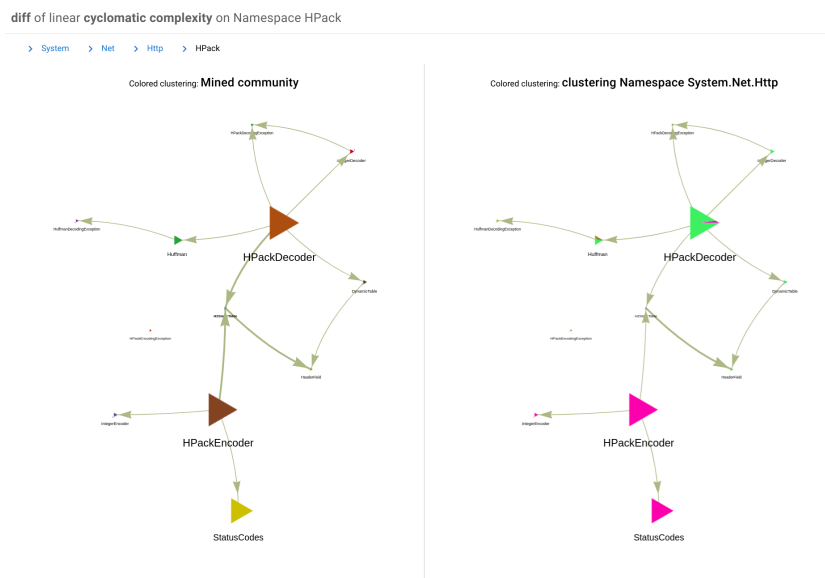 diff of linear cyclomatic complexity on Namespace HPack
System Net Http HPack
Colored clustering: Mined community
HPackDecodingException
HuffmanDecodingException
Huffman
HPackDecoder
DynamicTable
HPackEncodingException
HeaderField
IntegerEncoder
HPackEncoder
StatusCodes
Colored clustering: clustering Namespace System.Net.Http
HPackDecodingException
HuffmanDecodingException
Huffman
HPackDecoder
DynamicTable
HPackEncodingException
HeaderField
IntegerEncoder
HPackEncoder
StatusCodes